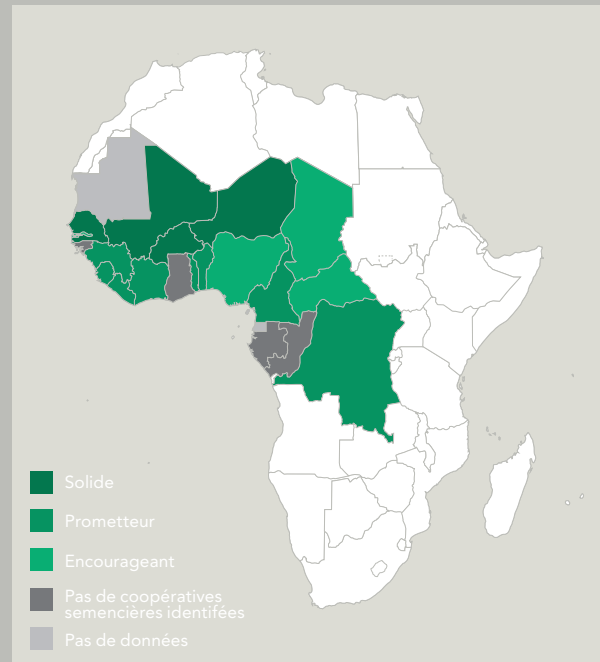 Solide
Prometteur
Encourageant
Pas de coopératives
semencières identifées
Pas de données